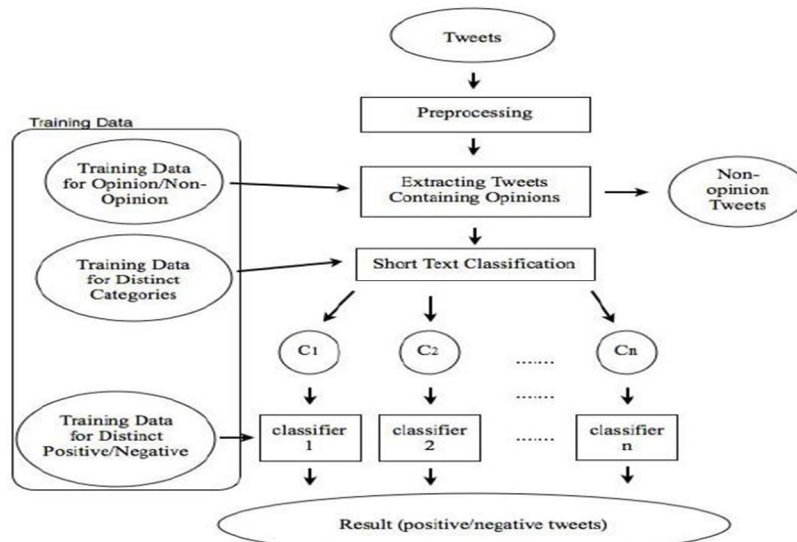 Tweets
Preprocessing
Training Data
Training Data
for Opinion/Non-
Opinion
Extracting Tweets
Containing Opinions
Non-
opinion
Tweets
Training Data
for Distinct
Categories
Short Text Classification
C1
C2
.......
Cn
.......
Training Data
for Distinct
Positive/Negative
classifier
1
classifier
2
.......
classifier
n
Result (positive/negative tweets)